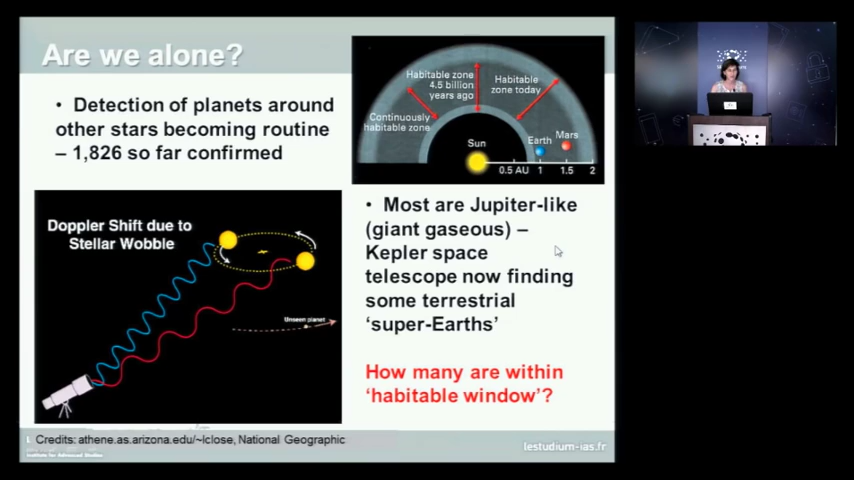 Are we alone?
• Detection of planets around
other stars becoming routine
– 1,826 so far confirmed
Habitable zone
4.5 billion
years ago
Habitable
zone today
Continuously
habitable zone
Sun
Earth
Mars
0.5 AU
1
1.5
2
Doppler Shift due to
Stellar Wobble
Unseen planet
• Most are Jupiter-like
(giant gaseous) –
Kepler space
telescope now finding
some terrestrial
‘super-Earths’
How many are within
‘habitable window’?
Credits: athene.as.arizona.edu/~lclose, National Geographic
Institute for Advanced Studies
lestudium-ias.fr